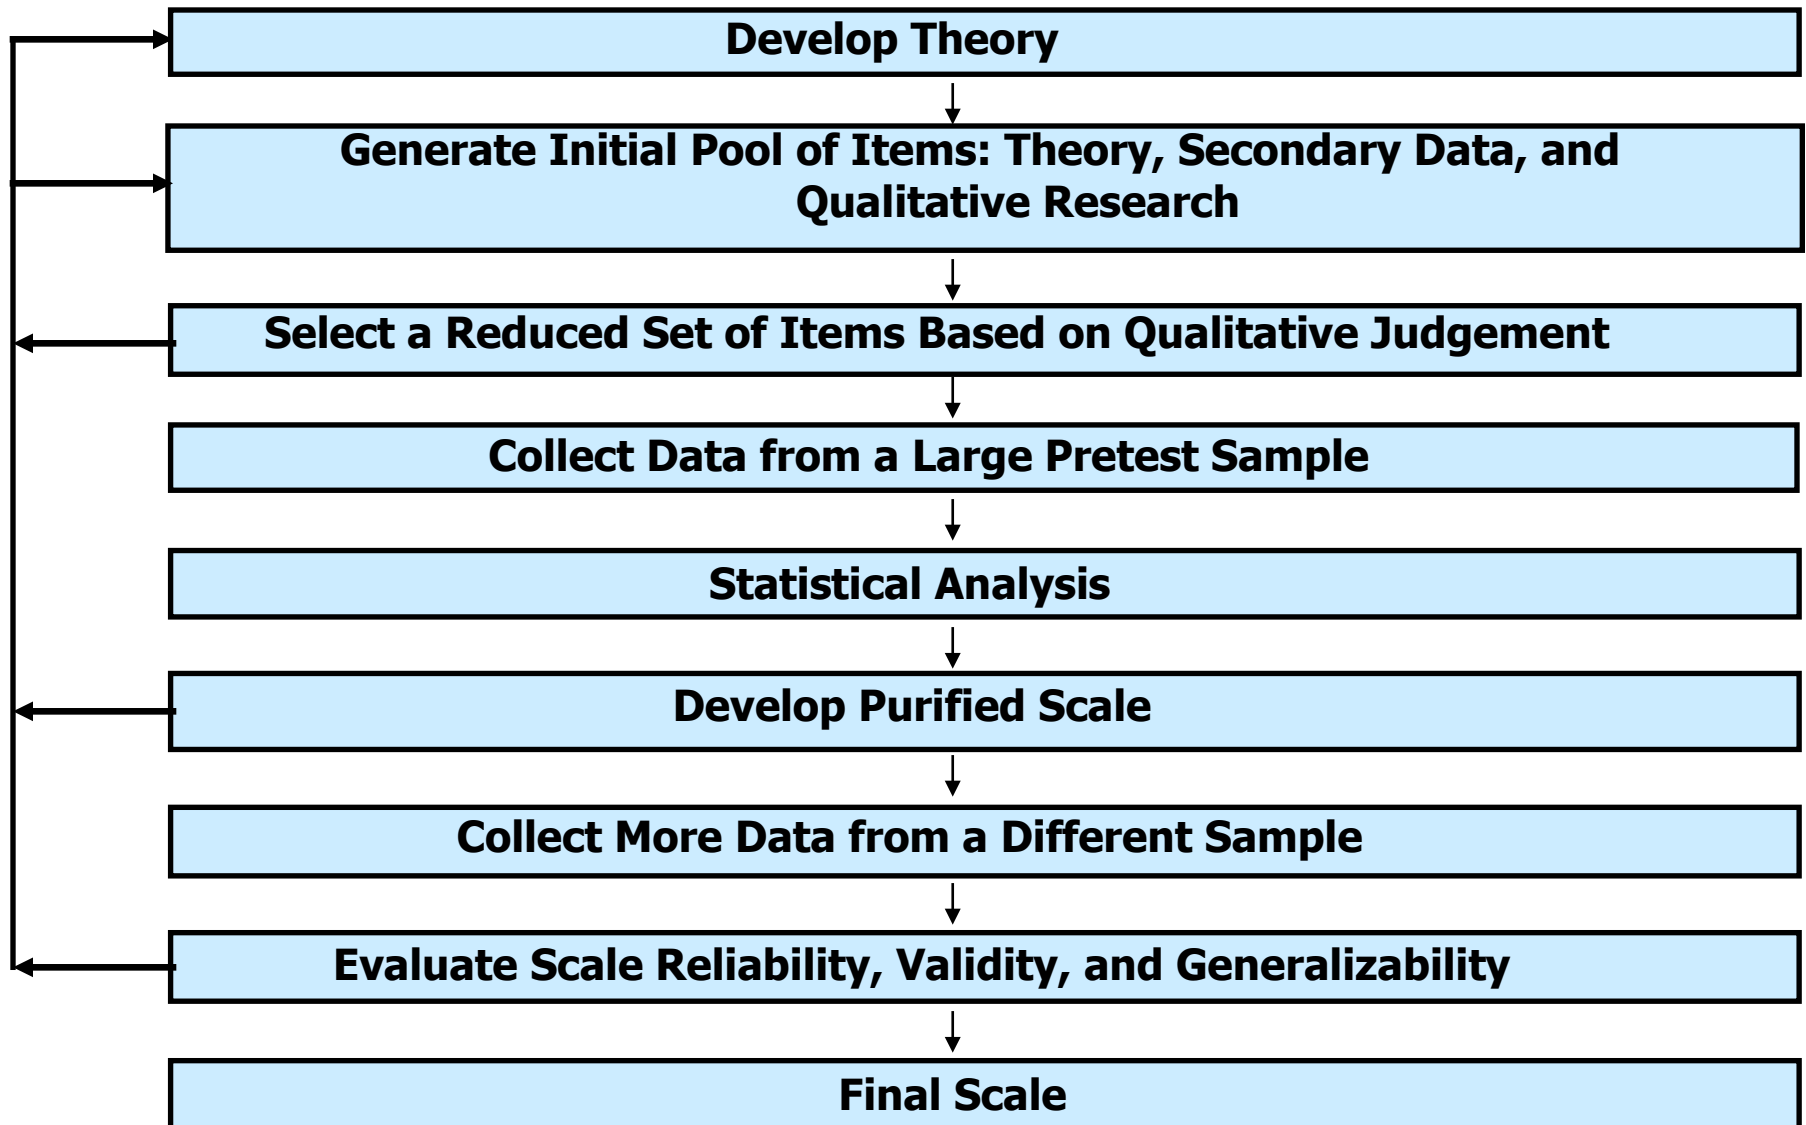 Develop Theory
Generate Initial Pool of Items: Theory, Secondary Data, and
Qualitative Research
Select a Reduced Set of Items Based on Qualitative Judgement
Collect Data from a Large Pretest Sample
Statistical Analysis
Develop Purified Scale
Collect More Data from a Different Sample
Evaluate Scale Reliability, Validity, and Generalizability
Final Scale